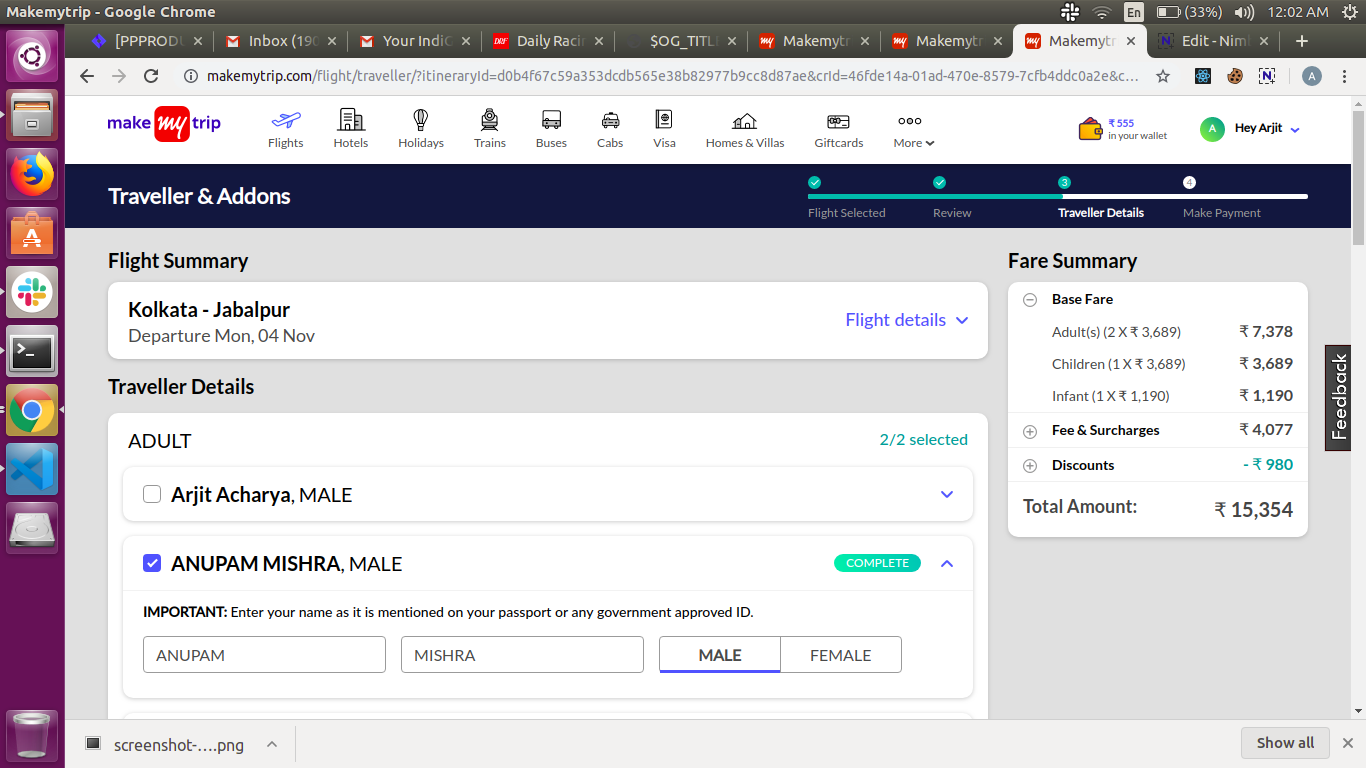 Makemytrip - Google Chrome
En (33%) 12:02 AM
[PPPRODU Inbox (190 Your IndiG DRF Daily Racin $OG_TITLE my Makemytr my Makemytr my Makemytr N Edit - Nimb
makemytrip.com/flight/traveller/?itineraryId=d0b4f67c59a353dcdb565e38b82977b9cc8d87ae&crId=46fde14a-01ad-470e-8579-7cfb4ddc0a2e&c... N A
make my trip
Flights Hotels Holidays Trains Buses Cabs Visa Homes & Villas Giftcards More
₹ 555
in your wallet
A Hey Arjit
Traveller & Addons
3 4
Flight Selected Review Traveller Details Make Payment
Flight Summary
Kolkata - Jabalpur
Departure Mon, 04 Nov
Flight details
Traveller Details
ADULT 2/2 selected
Arjit Acharya, MALE
ANUPAM MISHRA, MALE COMPLETE
IMPORTANT: Enter your name as it is mentioned on your passport or any government approved ID.
ANUPAM MISHRA MALE FEMALE
Fare Summary
Base Fare
Adult(s) (2 X ₹ 3,689) ₹ 7,378
Children (1 X ₹ 3,689) ₹ 3,689
Infant (1 X ₹ 1,190) ₹ 1,190
Fee & Surcharges ₹ 4,077
Discounts - ₹ 980
Total Amount: ₹ 15,354
Feedback
screenshot-....png
Show all